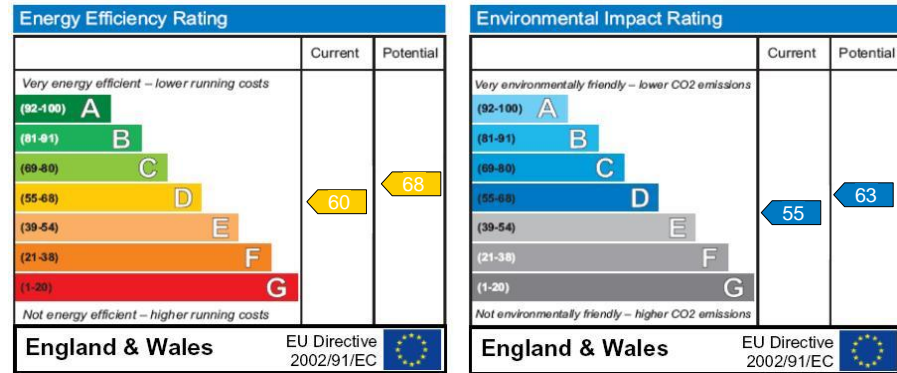 Energy Efficiency Rating
Current Potential
Very energy efficient – lower running costs
(92-100) A
(81-91) B
(69-80) C
68
(55-68) D
60
(39-54) E
(21-38) F
(1-20) G
Not energy efficient – higher running costs
England & Wales
EU Directive
2002/91/EC
Environmental Impact Rating
Current Potential
Very environmentally friendly – lower CO2 emissions
(92-100) A
(81-91) B
(69-80) C
(55-68) D
63
55
(39-54) E
(21-38) F
(1-20) G
Not environmentally friendly – higher CO2 emissions
England & Wales
EU Directive
2002/91/EC